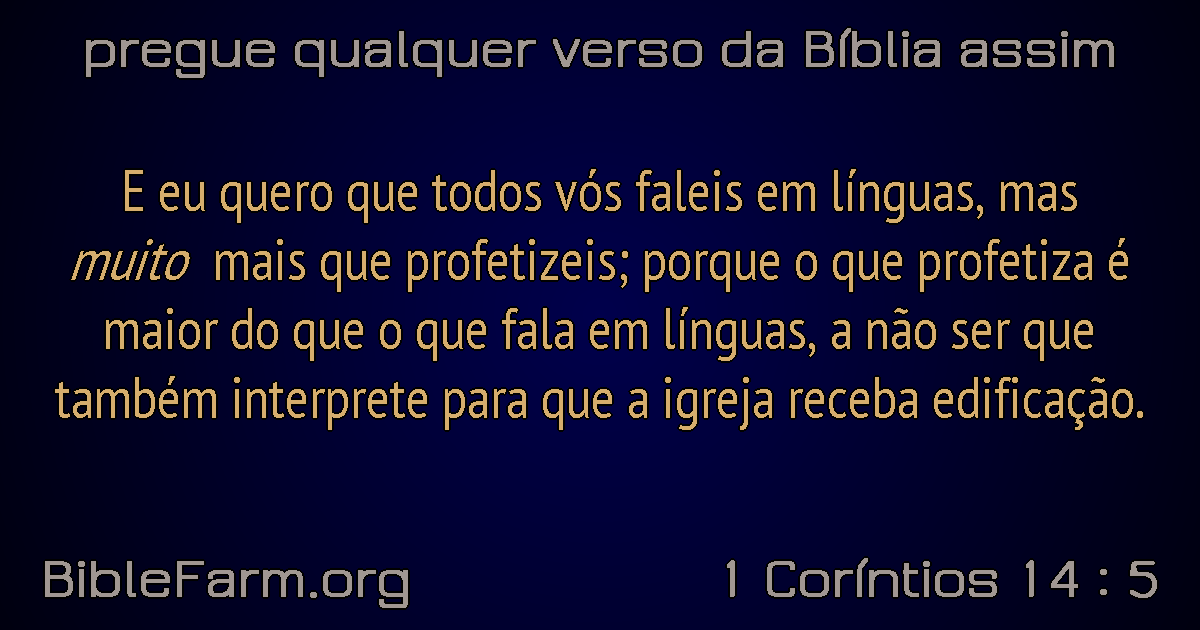 pregue qualquer verso da Bíblia assim
E eu quero que todos vós faleis em línguas, mas
muito mais que profetizeis; porque o que profetiza é
maior do que o que fala em línguas, a não ser que
também interprete para que a igreja receba edificação.
BibleFarm.org
1 Coríntios 14 : 5